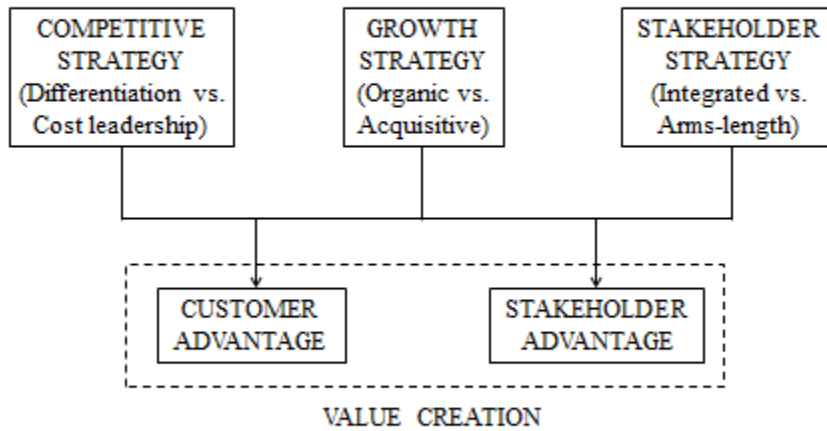 COMPETITIVE
STRATEGY
(Differentiation vs.
Cost leadership)
GROWTH
STRATEGY
(Organic vs.
Acquisitive)
STAKEHOLDER
STRATEGY
(Integrated vs.
Arms-length)
CUSTOMER
ADVANTAGE
STAKEHOLDER
ADVANTAGE
VALUE CREATION